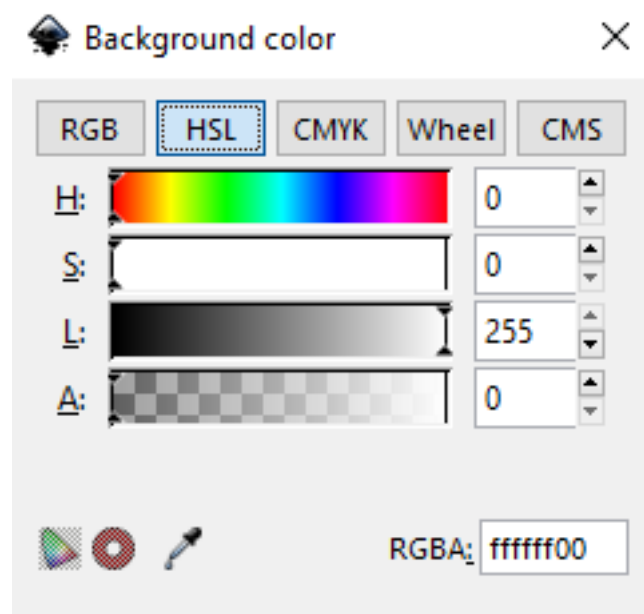 Background color
RGB HSL CMYK Wheel CMS
H: 0
S: 0
L: 255
A: 0
RGBA: ffffff00